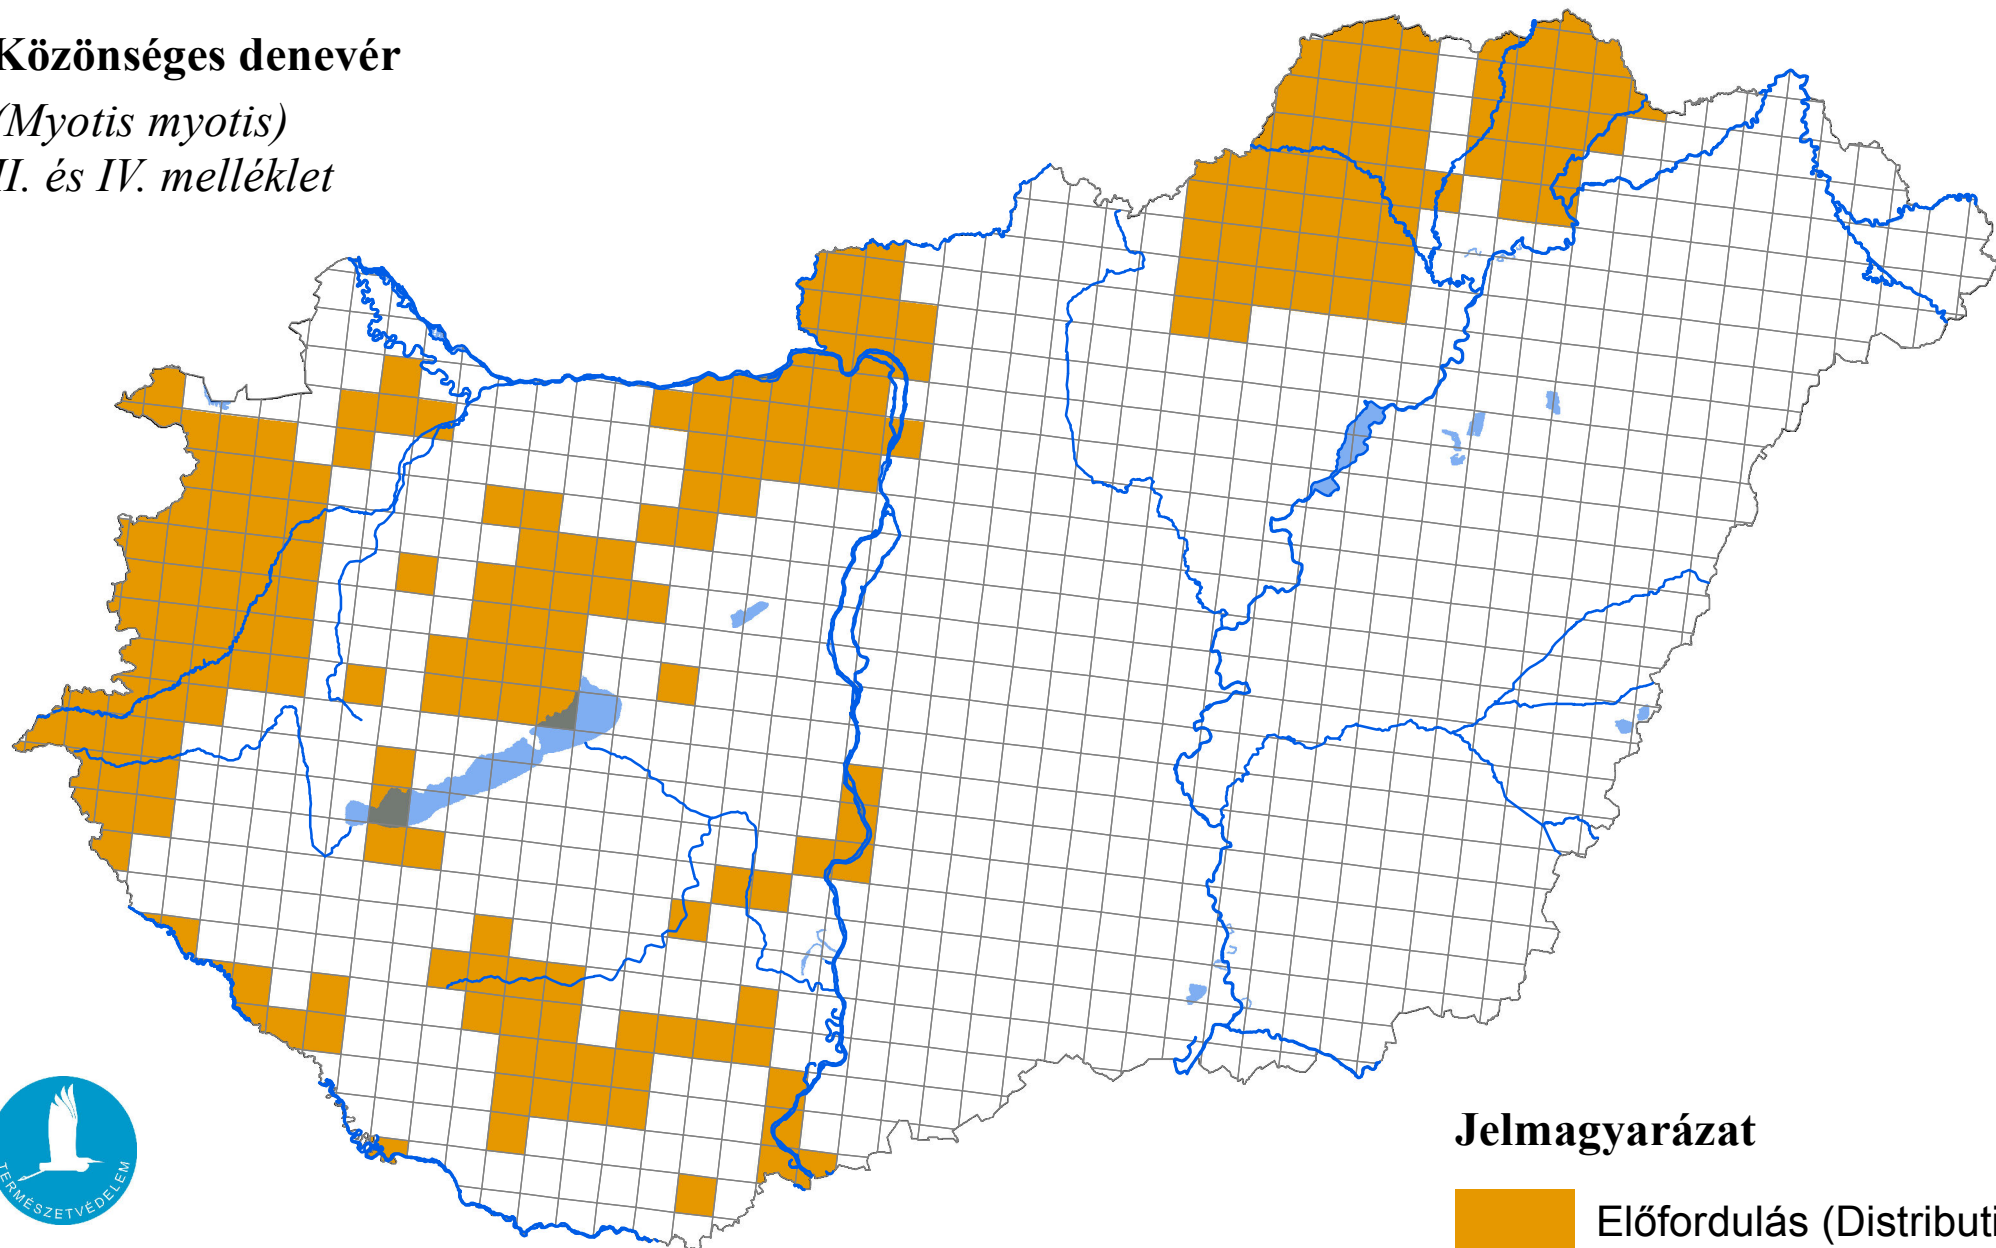 Közönséges denevér
(Myotis myotis)
II. és IV. melléklet
TERMÉSZETVÉDELEM
Jelmagyarázat
Előfordulás (Distributi